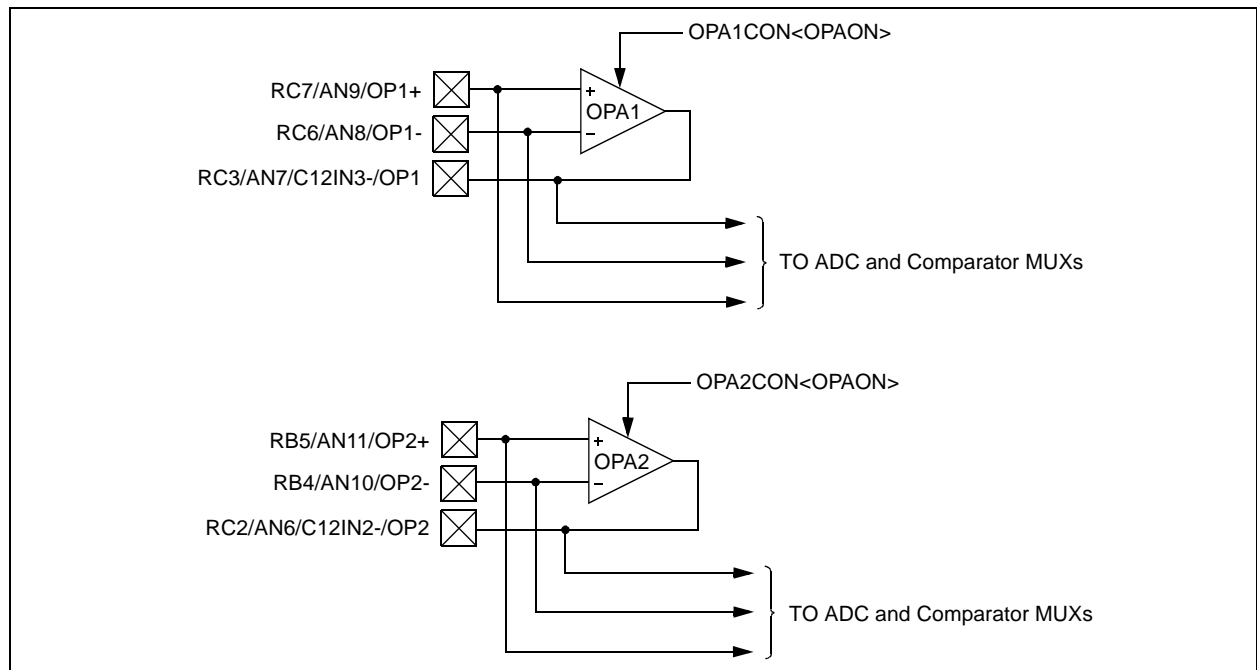 OPA1CON<OPAON>
RC7/AN9/OP1+
+
OPA1
RC6/AN8/OP1-
–
RC3/AN7/C12IN3-/OP1
TO ADC and Comparator MUXs
OPA2CON<OPAON>
RB5/AN11/OP2+
+
OPA2
RB4/AN10/OP2-
–
RC2/AN6/C12IN2-/OP2
TO ADC and Comparator MUXs